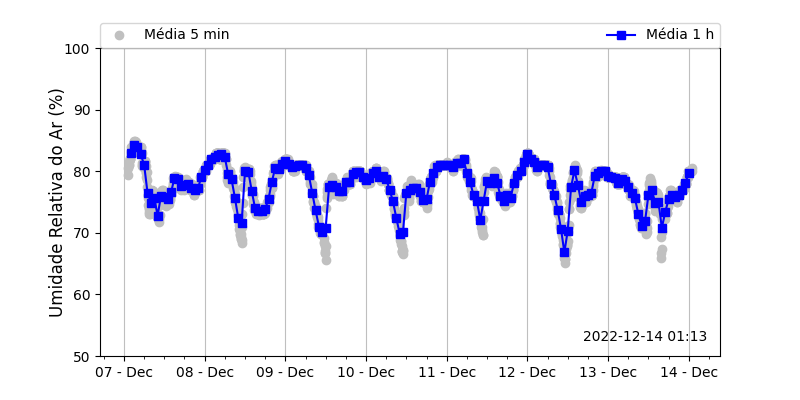 Média 5 min
Média 1 h
Umidade Relativa do Ar (%)
100
90
80
70
60
50
2022-12-14 01:13
07 - Dec
08 - Dec
09 - Dec
10 - Dec
11 - Dec
12 - Dec
13 - Dec
14 - Dec